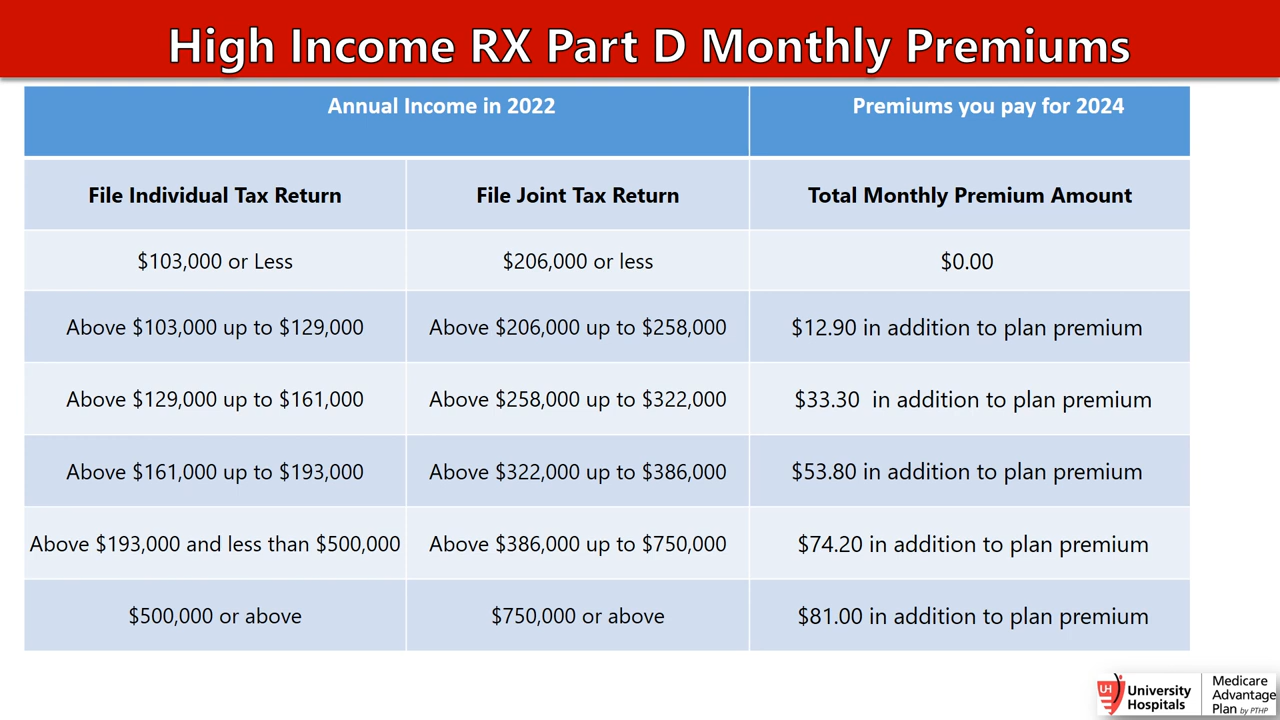 High Income RX Part D Monthly Premiums
Annual Income in 2022
Premiums you pay for 2024
File Individual Tax Return
File Joint Tax Return
Total Monthly Premium Amount
$103,000 or Less
$206,000 or less
$0.00
Above $103,000 up to $129,000
Above $206,000 up to $258,000
$12.90 in addition to plan premium
Above $129,000 up to $161,000
Above $258,000 up to $322,000
$33.30 in addition to plan premium
Above $161,000 up to $193,000
Above $322,000 up to $386,000
$53.80 in addition to plan premium
Above $193,000 and less than $500,000
Above $386,000 up to $750,000
$74.20 in addition to plan premium
$500,000 or above
$750,000 or above
$81.00 in addition to plan premium
UH
University
Hospitals
Medicare
Advantage
Plan by PTHP